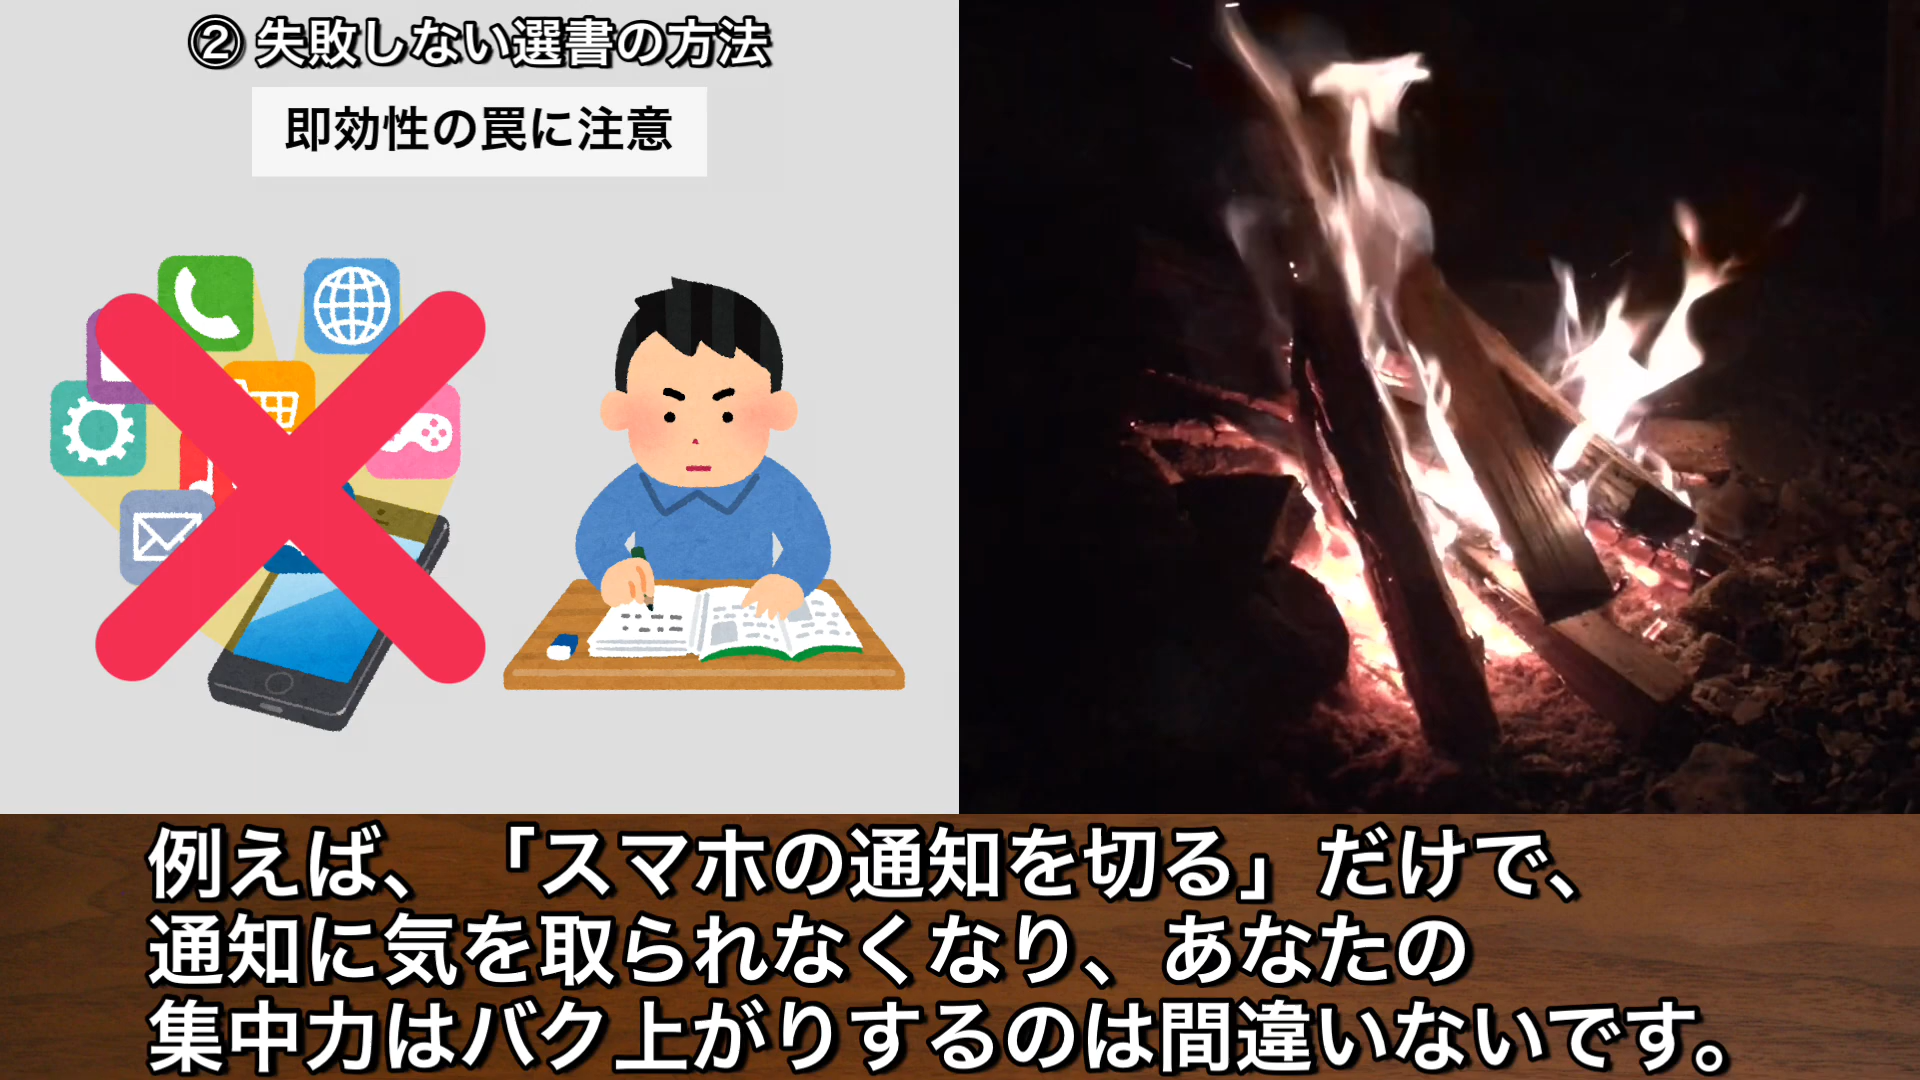 ② 失敗しない選書の方法
即効性の罠に注意
例えば、「スマホの通知を切る」だけで、
通知に気を取られなくなり、あなたの
集中力はバク上がりするのは間違いないです。